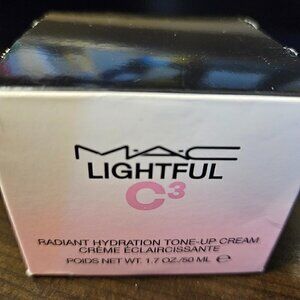 M·A·C
LIGHTFUL
C³
RADIANT HYDRATION TONE-UP CREAM
CRÈME ÉCLAIRCISSANTE
POIDS NET WT. 1.7 OZ./50 ML ℮